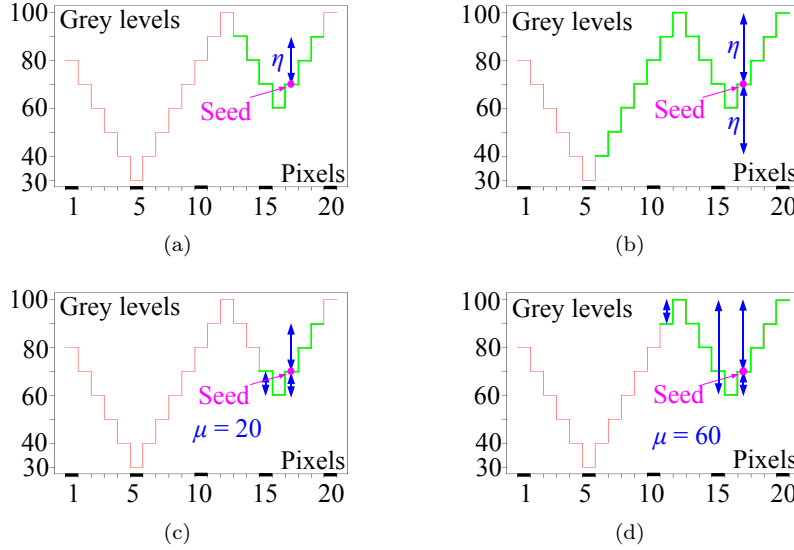 100
Grey levels
80
η
60
Seed
40
30
Pixels
1 5 10 15 20
(a)
100
Grey levels
80
60
Seed
η
40
30
Pixels
1 5 10 15 20
(b)
100
Grey levels
80
60
Seed
μ = 20
40
30
Pixels
1 5 10 15 20
(c)
100
Grey levels
80
60
Seed
μ = 60
40
30
Pixels
1 5 10 15 20
(d)